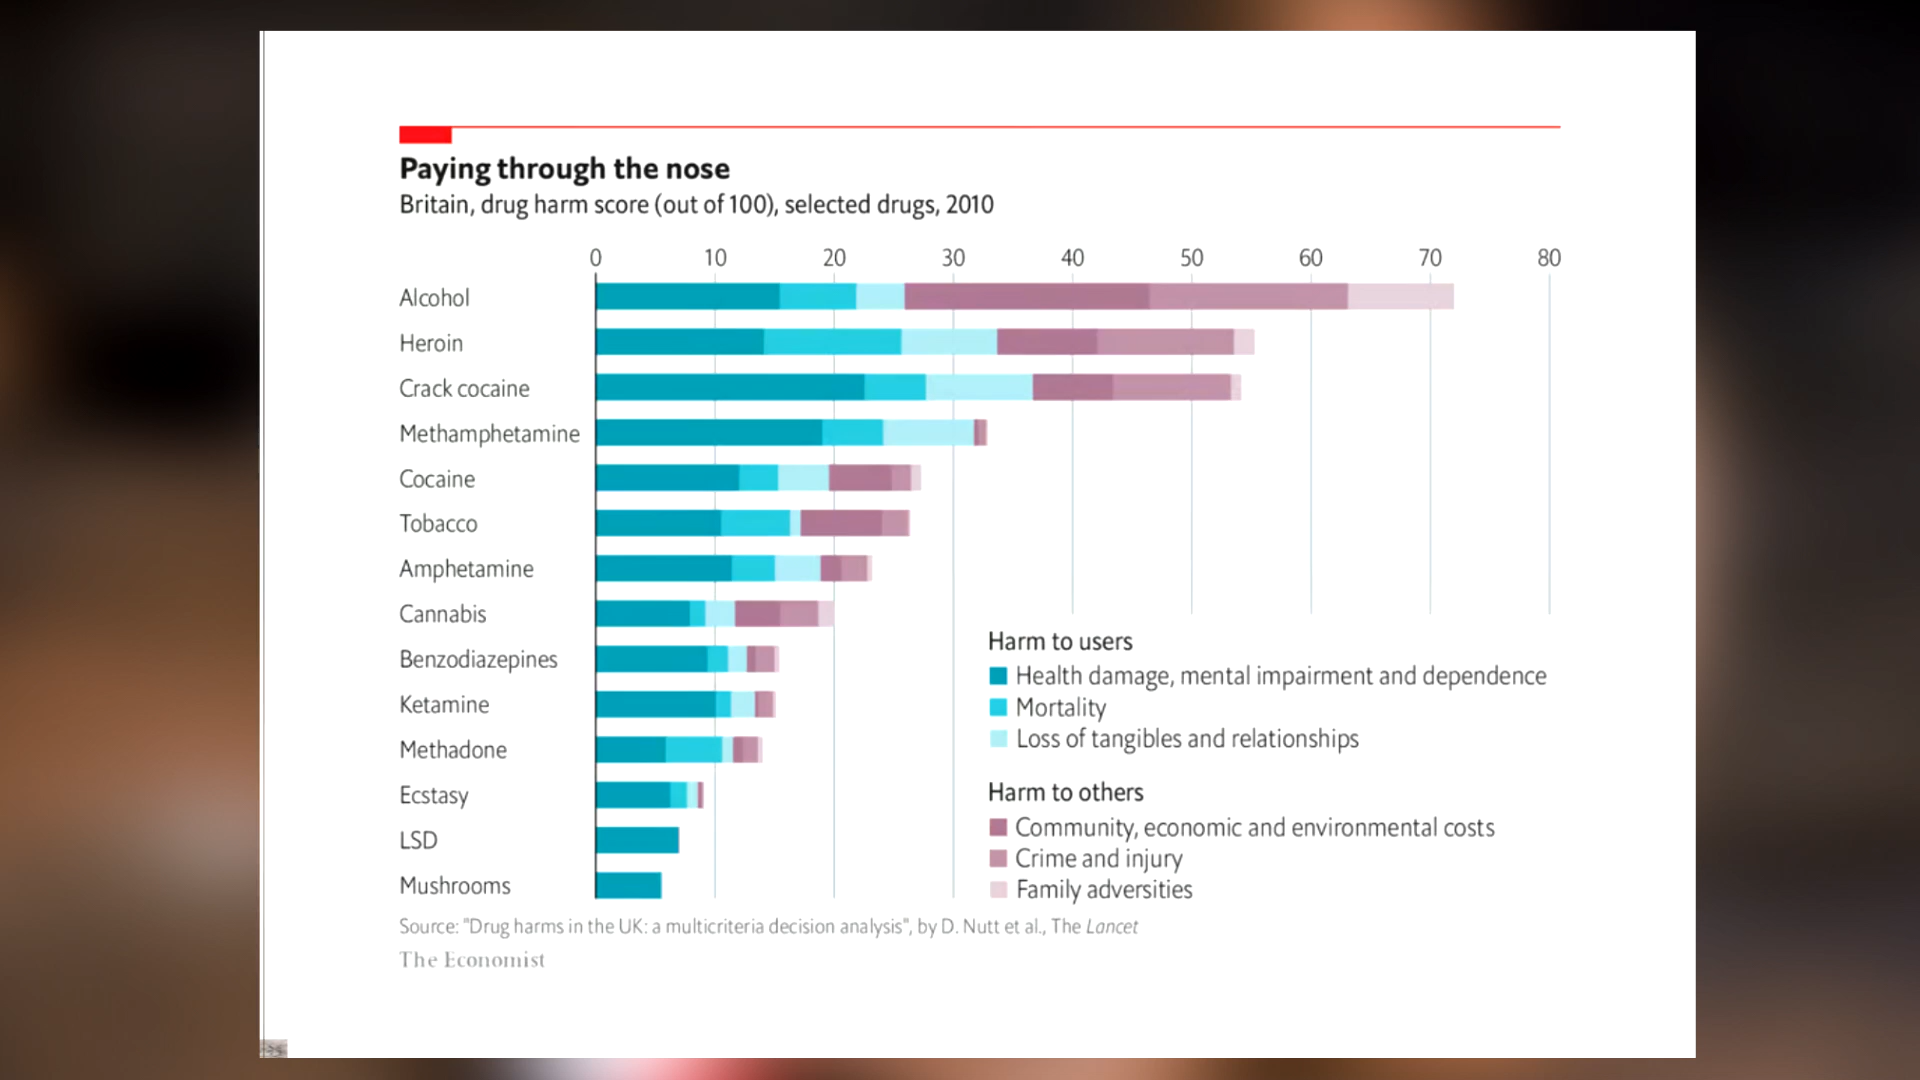 Paying through the nose
Britain, drug harm score (out of 100), selected drugs, 2010
0 10 20 30 40 50 60 70 80
Alcohol
Heroin
Crack cocaine
Methamphetamine
Cocaine
Tobacco
Amphetamine
Cannabis
Benzodiazepines
Ketamine
Methadone
Ecstasy
LSD
Mushrooms
Harm to users
Health damage, mental impairment and dependence
Mortality
Loss of tangibles and relationships
Harm to others
Community, economic and environmental costs
Crime and injury
Family adversities
Source: "Drug harms in the UK: a multicriteria decision analysis", by D. Nutt et al., The Lancet
The Economist